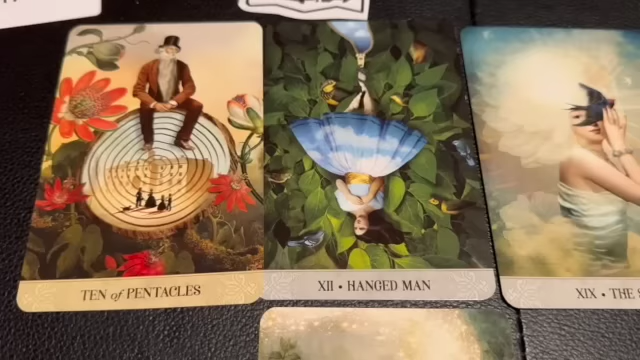 TEN of PENTACLES
XII • HANGED MAN
XIX • THE